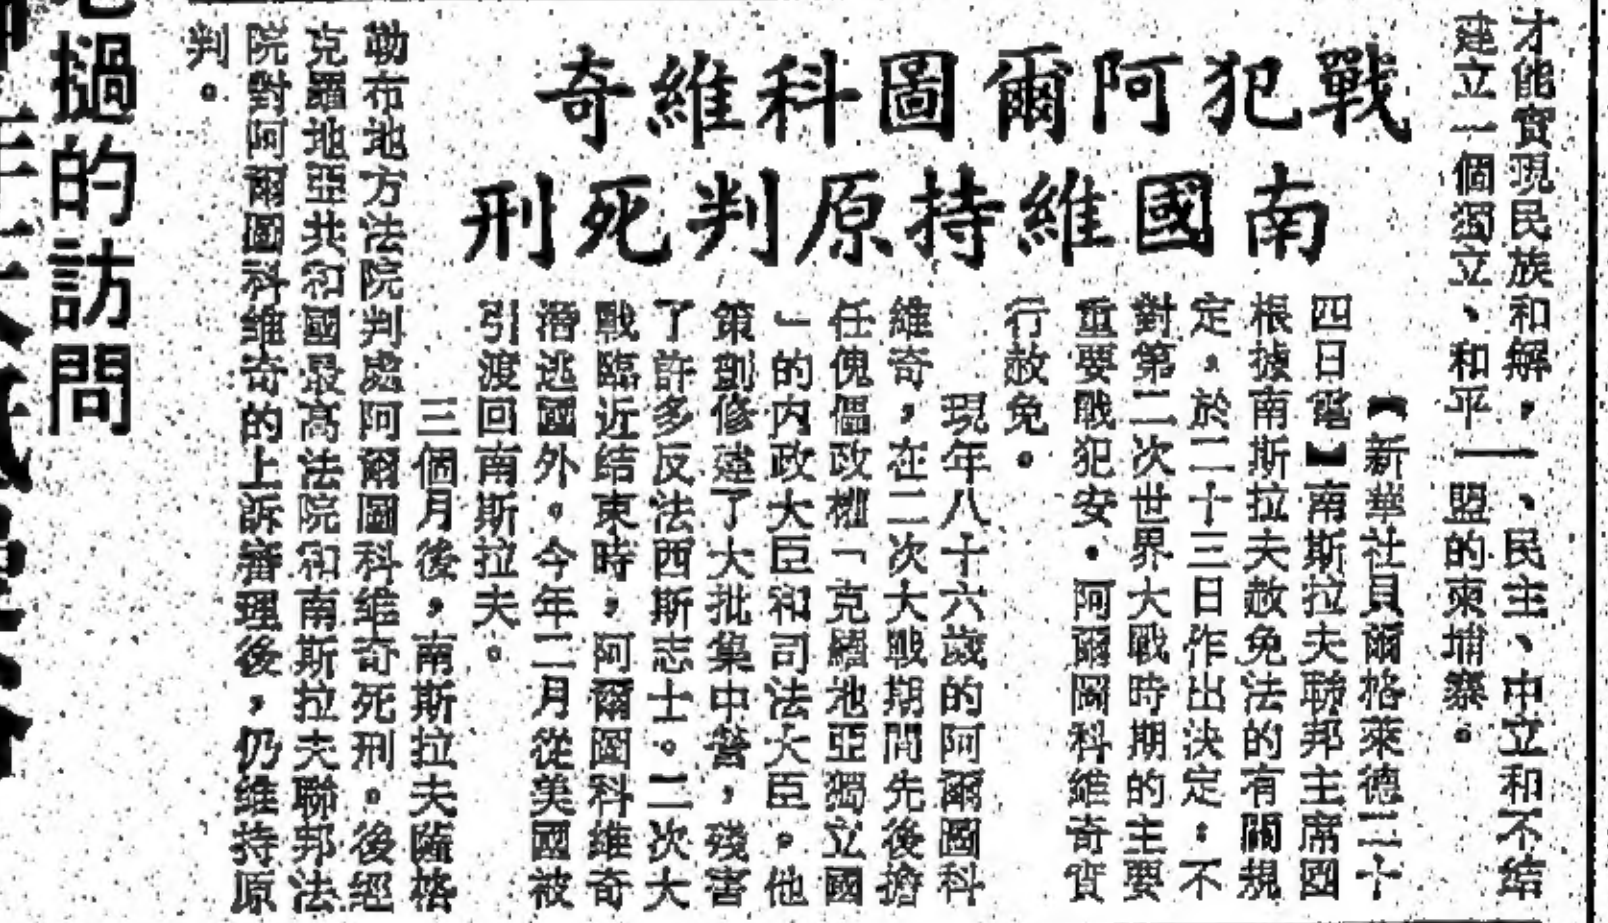 才能實現民族和解，一、民主、中立和不结
建立一個獨立、和平一盟的柬埔寨。
戰犯阿爾圖科維奇
南國維持原判死刑
【新華社貝爾格萊德二十
四日電】南斯拉夫聯邦主席團
根據南斯拉夫赦免法的有關規
定，於二十三日作出決定：不
對第二次世界大戰時期的主要
重要戰犯安·阿爾圖科維奇實
行赦免。
現年八十六歲的阿爾圖科
維奇，在二次大戰期間先後擔
任傀儡政權「克羅地亞獨立國
」的内政大臣和司法大臣。他
策劃修建了大批集中營，殘害
了許多反法西斯志士。二次大
戰臨近结束時，阿爾圖科維奇
潛逃國外。今年二月從美國被
引渡回南斯拉夫。
三個月後，南斯拉夫薩格
勒布地方法院判處阿爾圖科維奇死刑。後經
克羅地亞共和國最高法院和南斯拉夫聯邦法
院對阿爾圖科維奇的上訴審理後，仍維持原
判。
撾的訪問